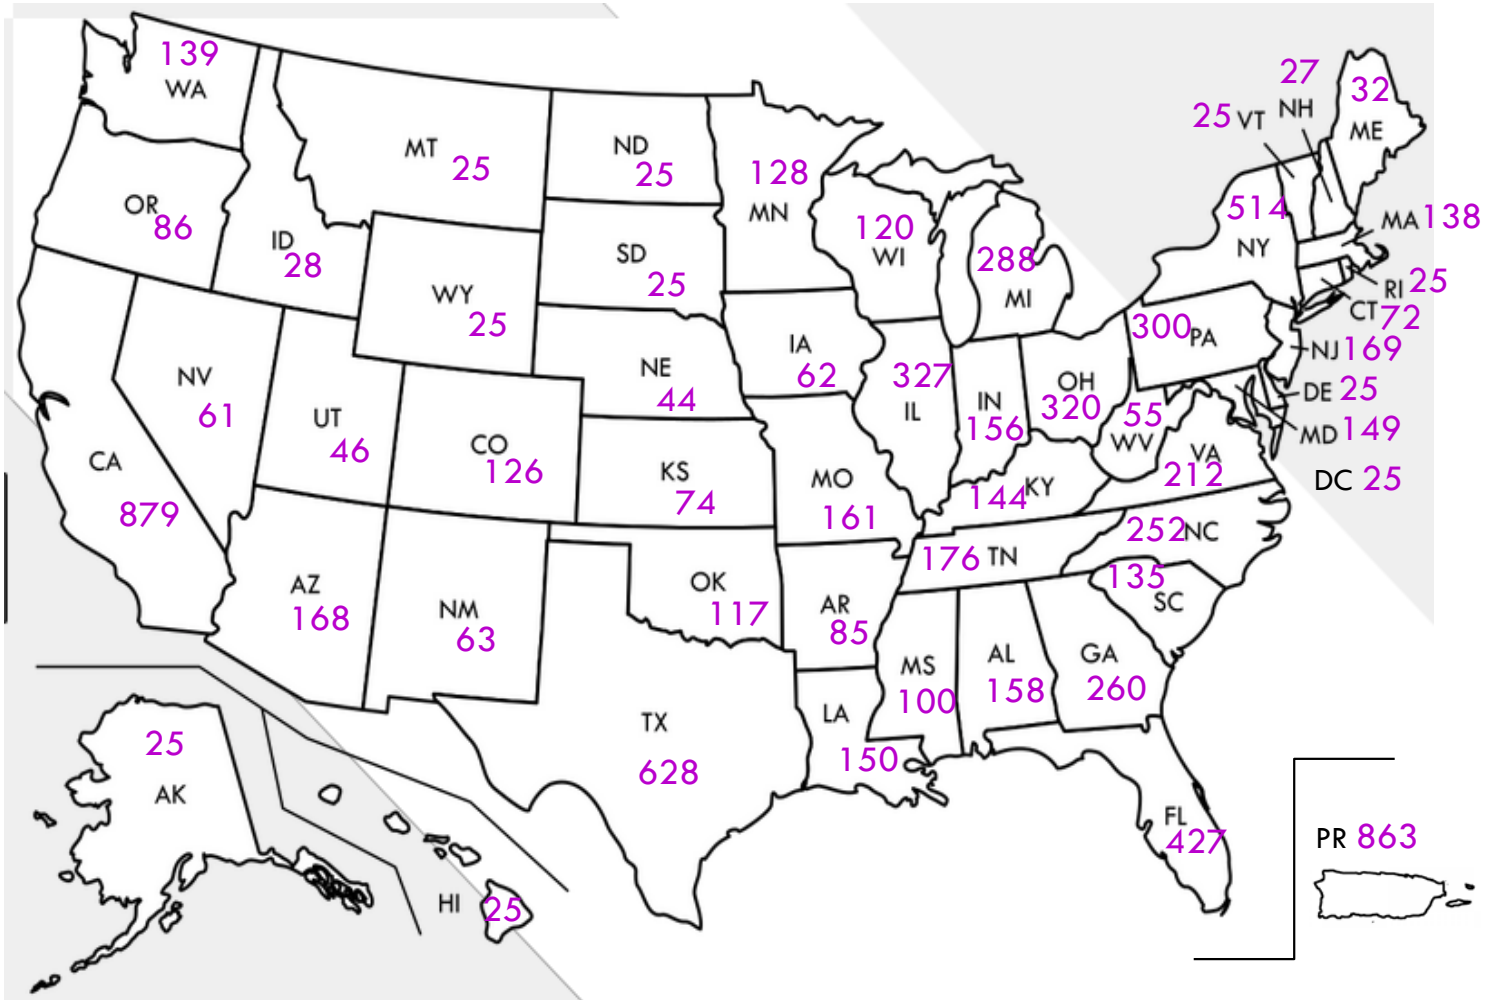 139
WA
MT 25
ND
25
128
MN
25 VT
27
NH
32
ME
OR
86
ID
28
WY
25
SD
25
120
WI
288
MI
514
NY
MA 138
RI 25
CT 72
NJ 169
DE 25
MD 149
DC 25
300 PA
NV
61
UT
46
CO
126
NE
44
IA
62
327
IL
IN
156
OH
320
55
WV
VA
212
CA
879
KS
74
MO
161
144 KY
252 NC
176 TN
135
SC
AZ
168
NM
63
OK
117
AR
85
MS
100
AL
158
GA
260
TX
628
LA
150
FL
427
25
AK
HI 25
PR 863